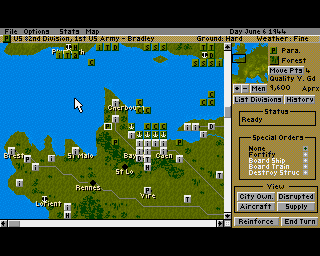 File Options Stats Map Day June 6 1944
P US 82nd Division, 1st US Army - Bradley Ground: Hard Weather: Fine
P Para.
Forest
Move Pts 4
Quality V. Gd
+ - Men 9,600 Aprx
List Divisions History
Status
Ready
Special Orders
None
Fortify
Board Ship
Board Train
Destroy Struc
View
City Own. Disrupted
Aircraft Supply
Reinforce End Turn
Cherbourg
Brest
St Malo
Caen
St Lo
Rennes
Vire
Lorient